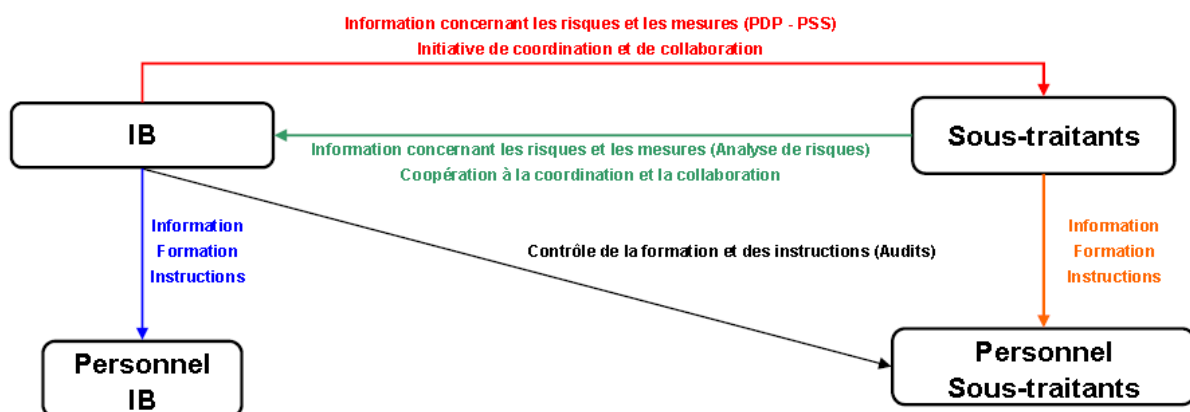 Information concernant les risques et les mesures (PDP - PSS)
Initiative de coordination et de collaboration
IB
Sous-traitants
Information concernant les risques et les mesures (Analyse de risques)
Coopération à la coordination et la collaboration
Information
Formation
Instructions
Contrôle de la formation et des instructions (Audits)
Information
Formation
Instructions
Personnel
IB
Personnel
Sous-traitants